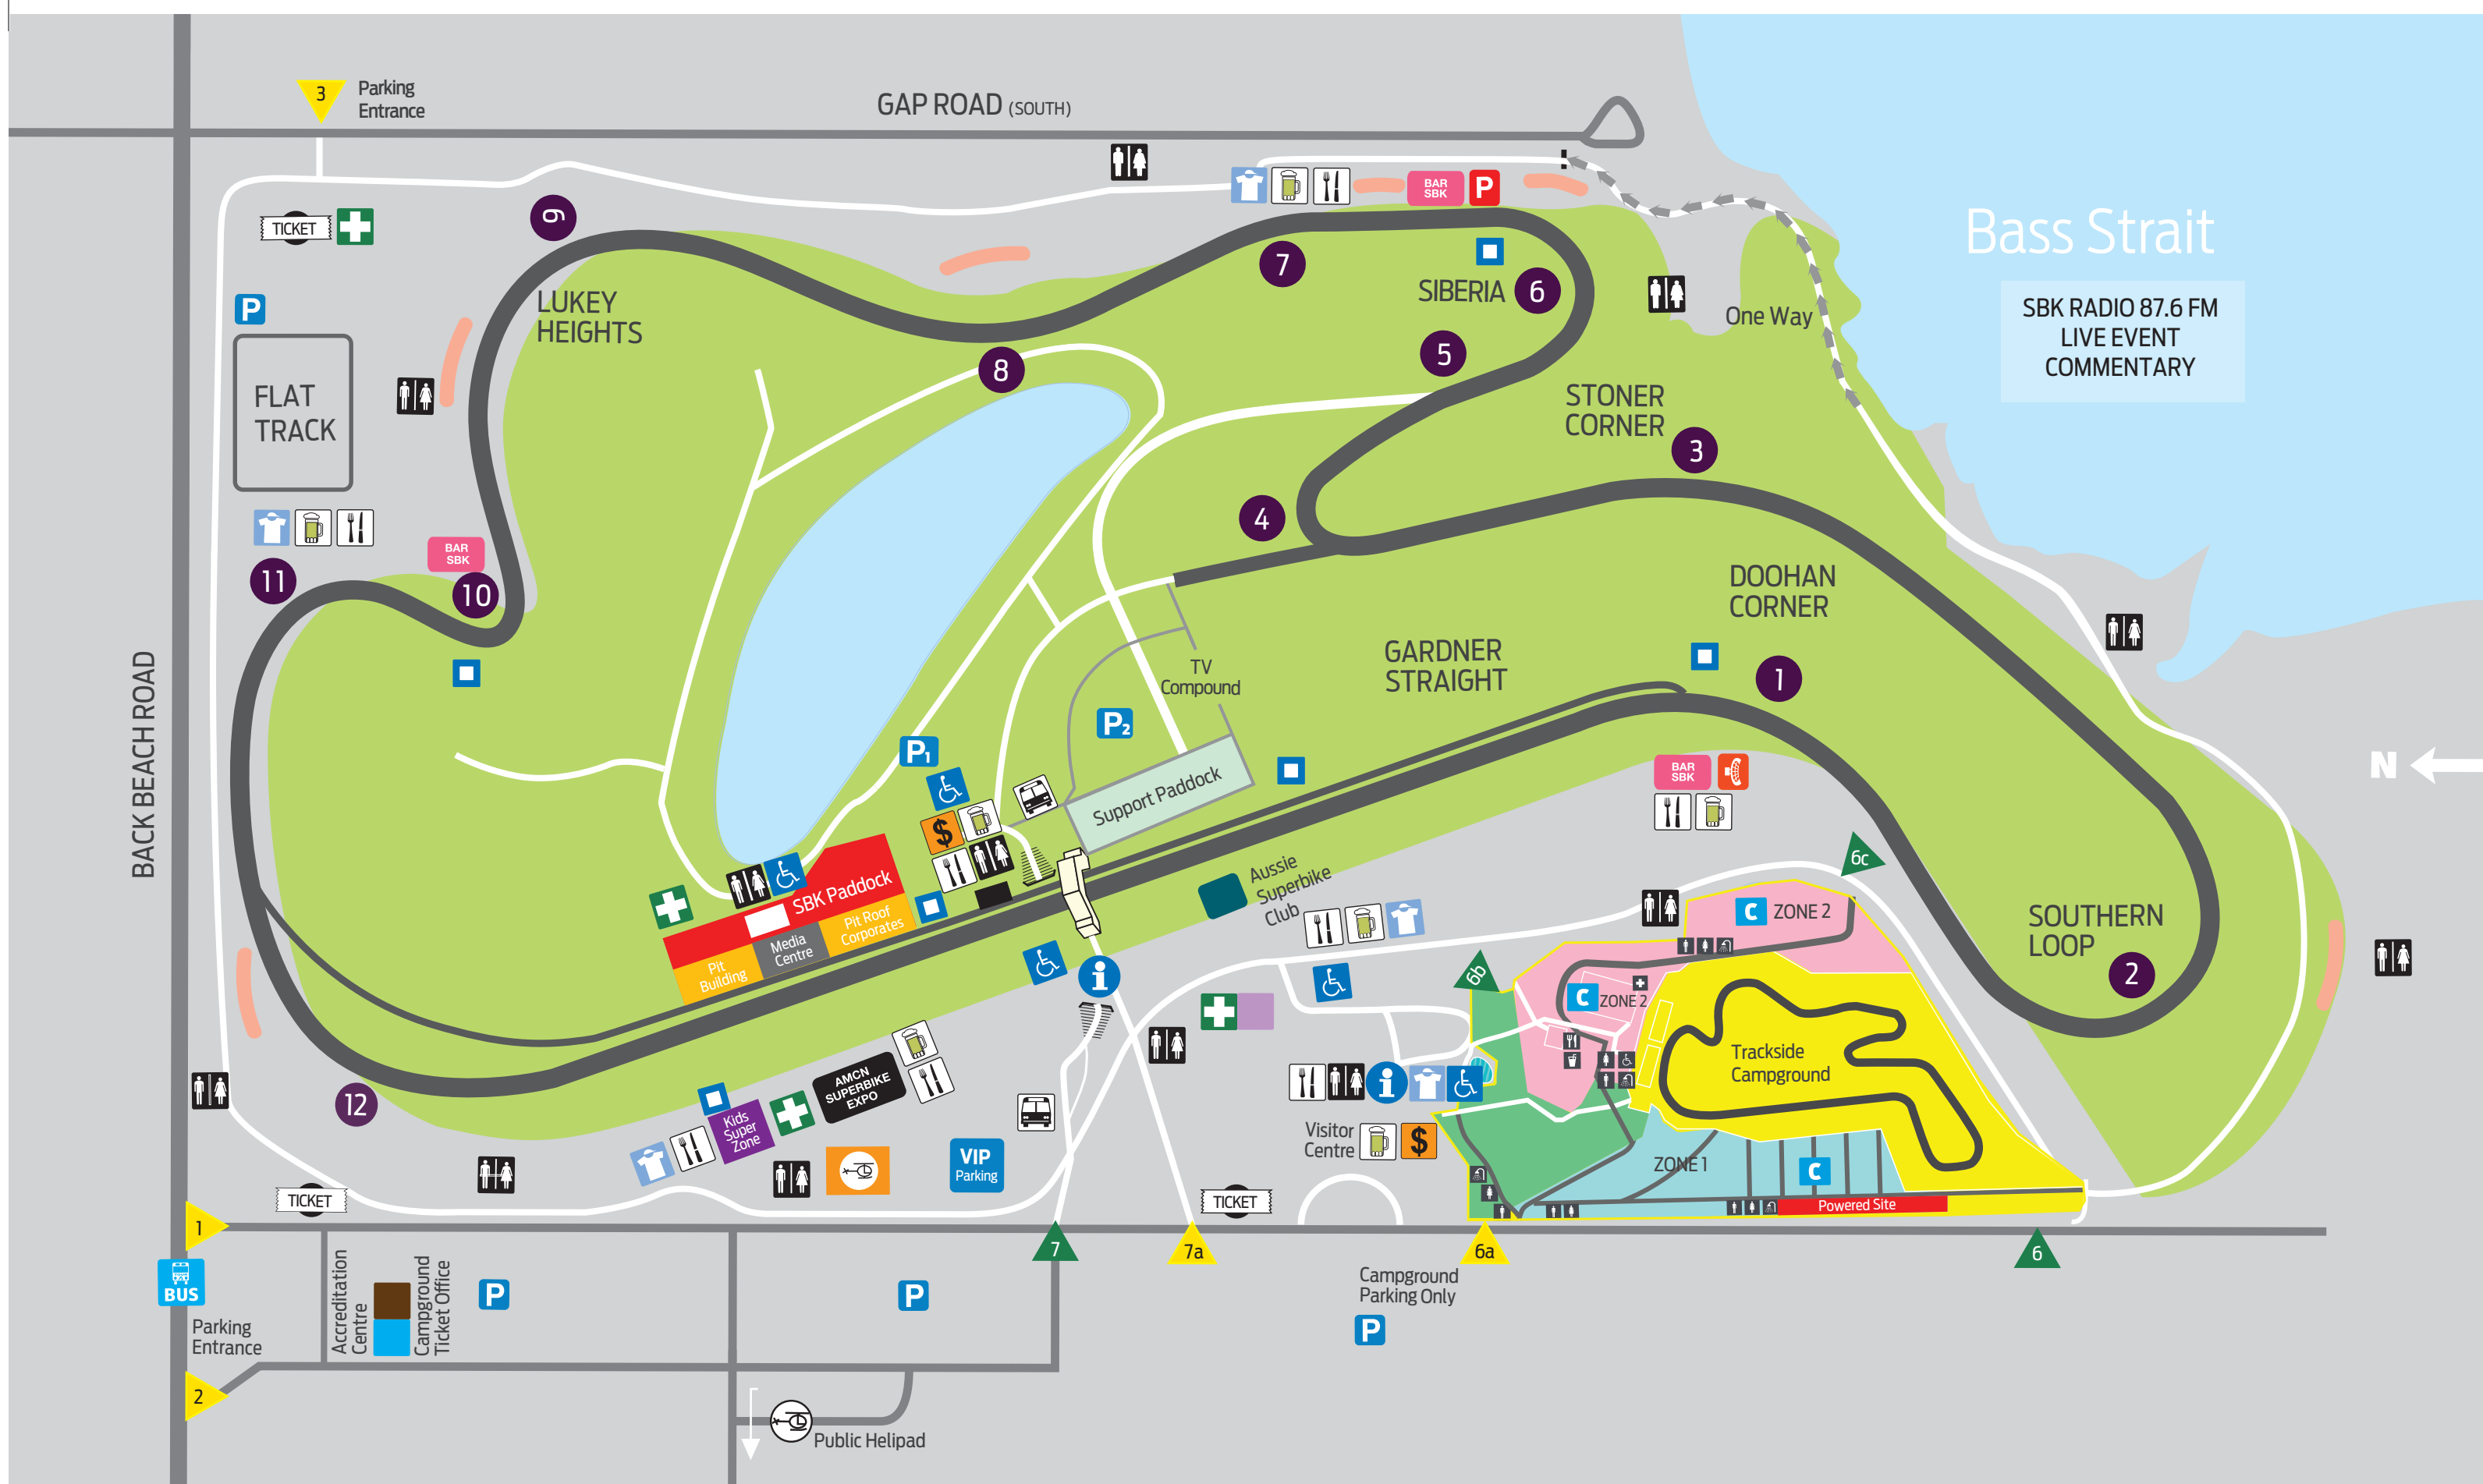 3
Parking
Entrance
GAP ROAD (SOUTH)
BAR
SBK
P
TICKET
9
7
SIBERIA
6
Bass Strait
SBK RADIO 87.6 FM
LIVE EVENT
COMMENTARY
One Way
P
LUKEY
HEIGHTS
FLAT
TRACK
8
5
STONER
CORNER
3
4
BAR
SBK
11
10
DOOHAN
CORNER
BACK BEACH ROAD
GARDNER
STRAIGHT
TV
Compound
1
P2
P1
Support Paddock
BAR
SBK
N
$
6c
SBK Paddock
Pit Roof
Corporates
Media
Centre
Pit
Building
Aussie
Superbike
Club
C ZONE 2
SOUTHERN
LOOP
2
6b
i
C ZONE 2
Trackside
Campground
12
AMCN
SUPERBIKE
EXPO
Kids
Super
Zone
i
Visitor
Centre
$
VIP
Parking
ZONE 1
C
TICKET
TICKET
Powered Site
1
7
7a
6a
6
BUS
Parking
Entrance
Accreditation
Centre
Campground
Ticket Office
P
P
Campground
Parking Only
P
2
Public Helipad